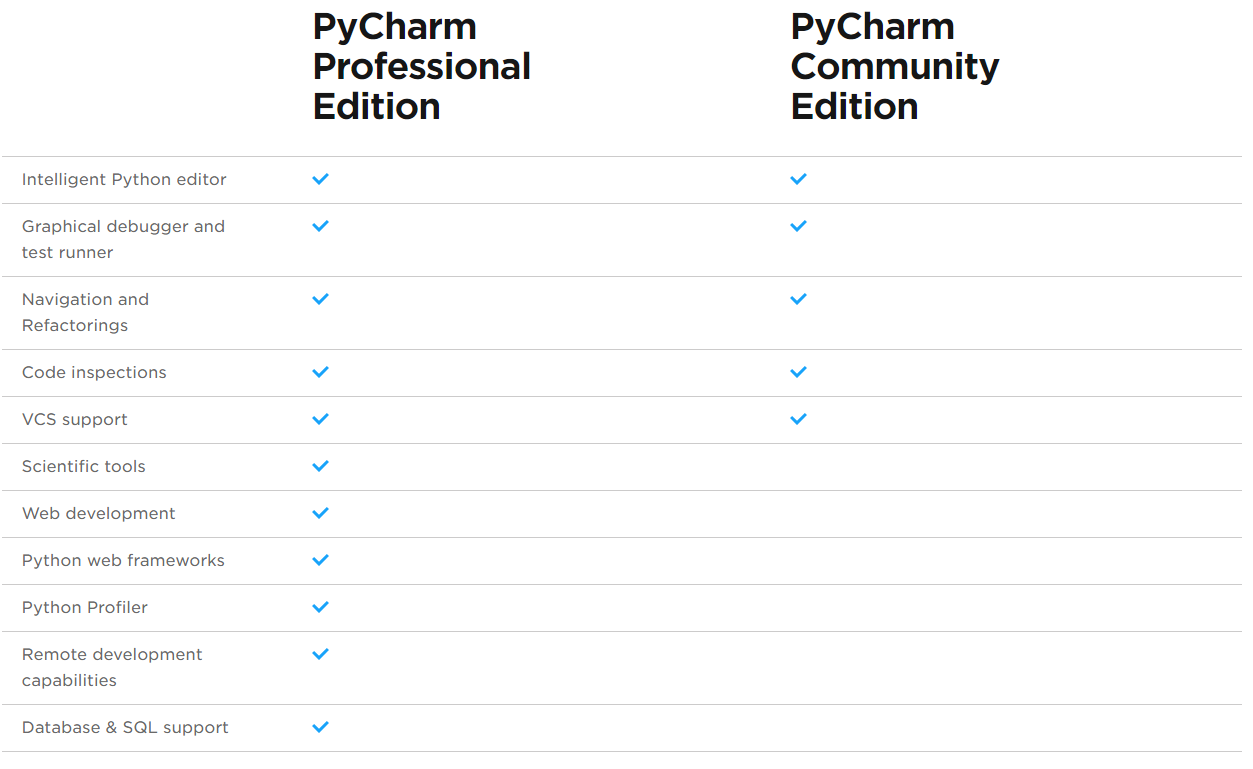 PyCharm
Professional
Edition
PyCharm
Community
Edition
Intelligent Python editor
Graphical debugger and
test runner
Navigation and
Refactorings
Code inspections
VCS support
Scientific tools
Web development
Python web frameworks
Python Profiler
Remote development
capabilities
Database & SQL support